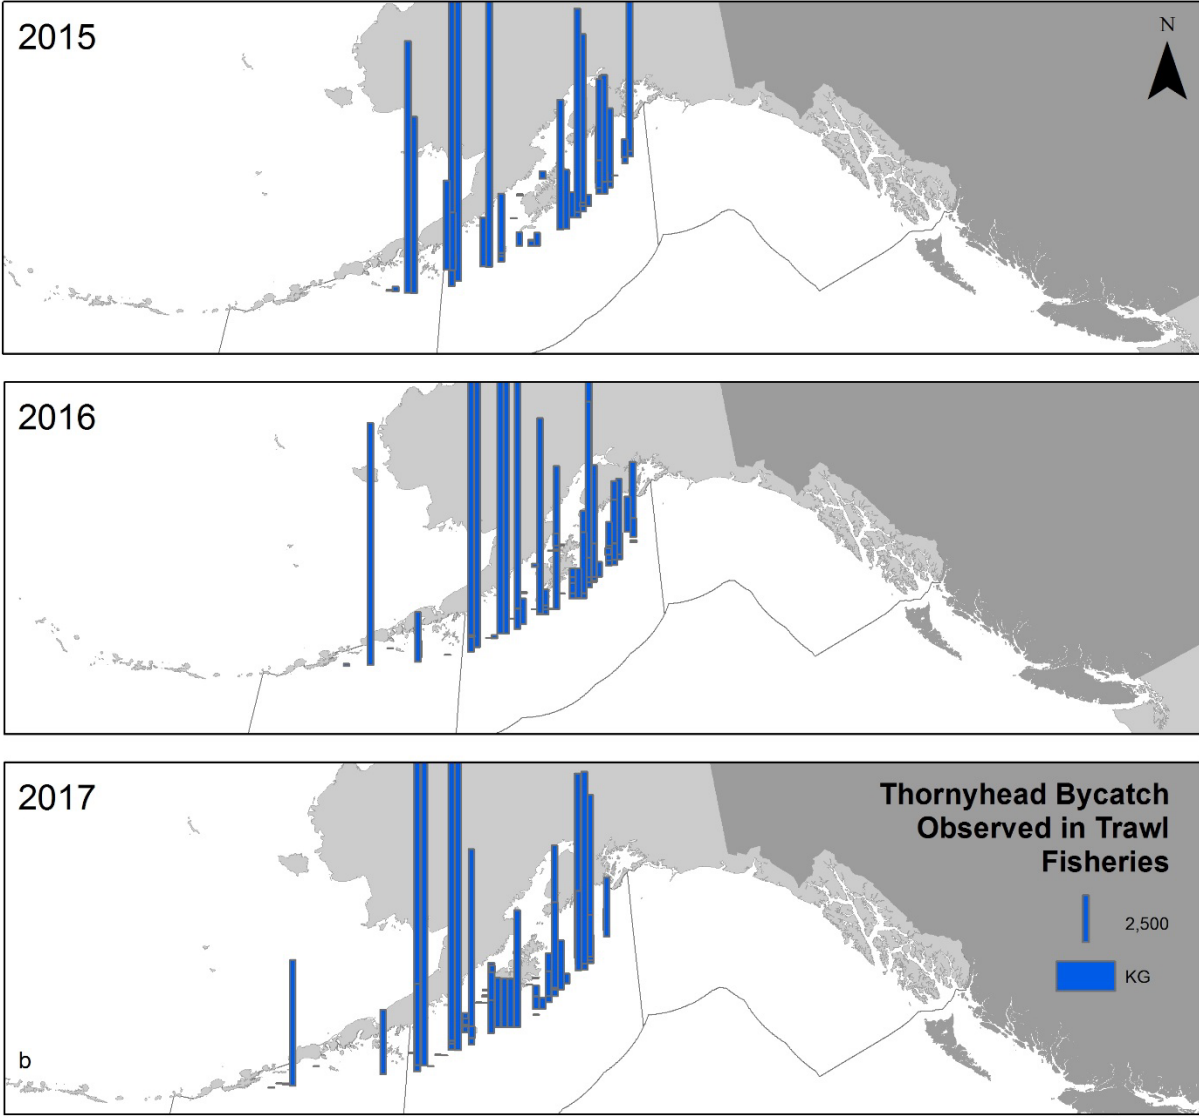 2015
N
2016
2017
Thornyhead Bycatch
Observed in Trawl
Fisheries
2,500
KG
b